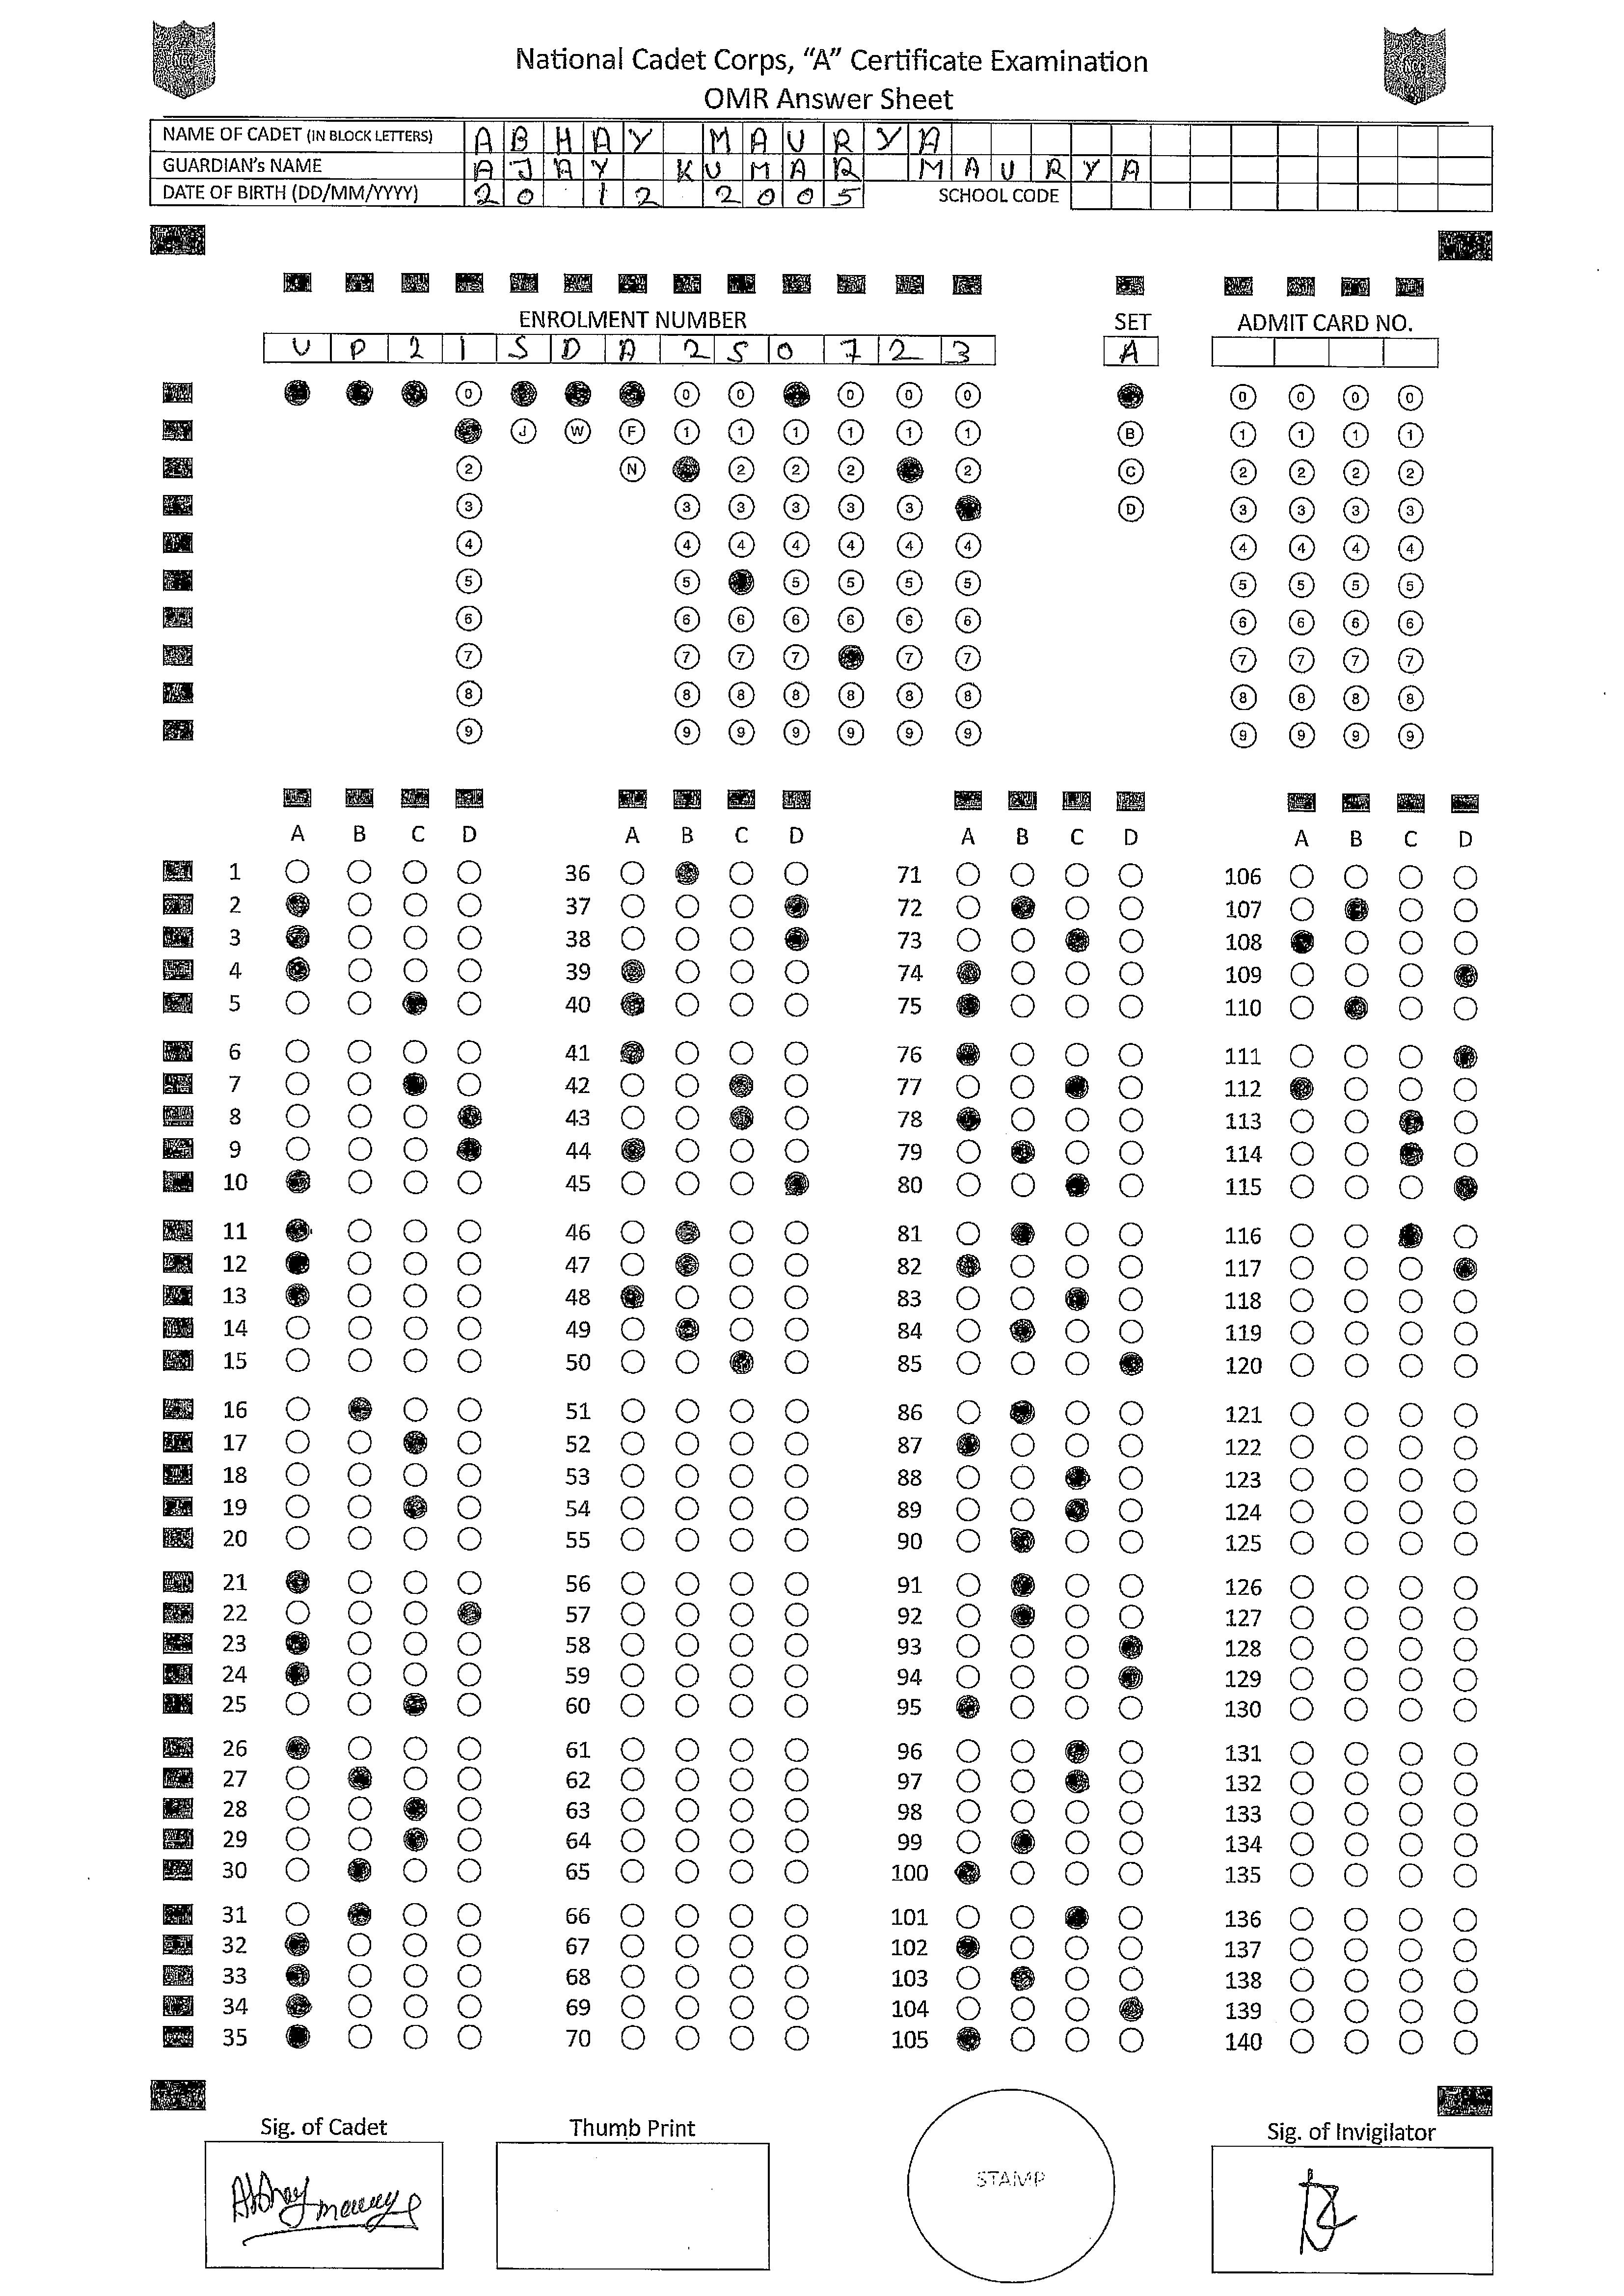 NCC NCC
National Cadet Corps, “A” Certificate Examination
OMR Answer Sheet
NAME OF CADET (IN BLOCK LETTERS) ABHAY MAURYA
GUARDIAN's NAME AJAY KUMAR MAURYA
DATE OF BIRTH (DD/MM/YYYY) 20 12 2005 SCHOOL CODE
ENROLMENT NUMBER SET ADMIT CARD NO.
U P 2 1 S D A 2 5 0 7 2 3 A
0 0 0 0 0 0 0 0 0 0
J W F 1 1 1 1 1 1 B 1 1 1 1
2 N 2 2 2 2 C 2 2 2 2
3 3 3 3 3 3 D 3 3 3 3
4 4 4 4 4 4 4 4 4 4 4
5 5 5 5 5 5 5 5 5 5
6 6 6 6 6 6 6 6 6 6 6
7 7 7 7 7 7 7 7 7 7
8 8 8 8 8 8 8 8 8 8 8
9 9 9 9 9 9 9 9 9 9 9
A B C D A B C D A B C D A B C D
1 36 71 106
2 37 72 107
3 38 73 108
4 39 74 109
5 40 75 110
6 41 76 111
7 42 77 112
8 43 78 113
9 44 79 114
10 45 80 115
11 46 81 116
12 47 82 117
13 48 83 118
14 49 84 119
15 50 85 120
16 51 86 121
17 52 87 122
18 53 88 123
19 54 89 124
20 55 90 125
21 56 91 126
22 57 92 127
23 58 93 128
24 59 94 129
25 60 95 130
26 61 96 131
27 62 97 132
28 63 98 133
29 64 99 134
30 65 100 135
31 66 101 136
32 67 102 137
33 68 103 138
34 69 104 139
35 70 105 140
Sig. of Cadet Thumb Print STAMP Sig. of Invigilator
Abhay maurya